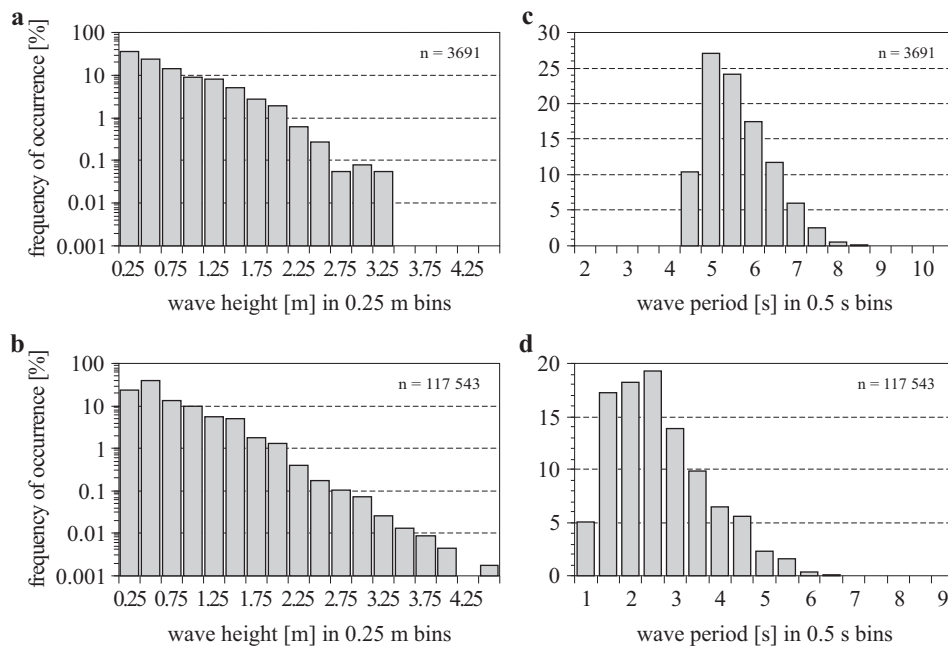 a
frequency of occurrence [%]
100
10
1
0.1
0.01
0.001
n = 3691
0.25 0.75 1.25 1.75 2.25 2.75 3.25 3.75 4.25
wave height [m] in 0.25 m bins
c
30
25
20
15
10
5
0
n = 3691
2 3 4 5 6 7 8 9 10
wave period [s] in 0.5 s bins
b
frequency of occurrence [%]
100
10
1
0.1
0.01
0.001
n = 117 543
0.25 0.75 1.25 1.75 2.25 2.75 3.25 3.75 4.25
wave height [m] in 0.25 m bins
d
20
15
10
5
0
n = 117 543
1 2 3 4 5 6 7 8 9
wave period [s] in 0.5 s bins